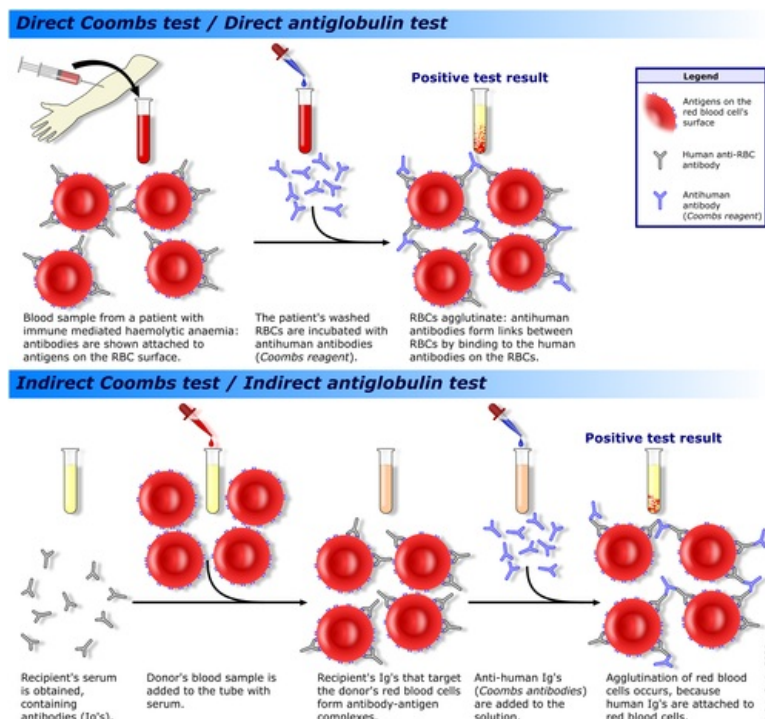 Direct Coombs test / Direct antiglobulin test
Positive test result
Legend
Antigens on the
red blood cell's
surface
Human anti-RBC
antibody
Antihuman
antibody
(Coombs reagent)
Blood sample from a patient with
immune mediated haemolytic anaemia:
antibodies are shown attached to
antigens on the RBC surface.
The patient's washed
RBCs are incubated with
antihuman antibodies
(Coombs reagent).
RBCs agglutinate: antihuman
antibodies form links between
RBCs by binding to the human
antibodies on the RBCs.
Indirect Coombs test / Indirect antiglobulin test
Positive test result
Recipient's serum
is obtained,
containing
antibodies (Ig's).
Donor's blood sample is
added to the tube with
serum.
Recipient's Ig's that target
the donor's red blood cells
form antibody-antigen
complexes.
Anti-human Ig's
(Coombs antibodies)
are added to the
solution.
Agglutination of red blood
cells occurs, because
human Ig's are attached to
red blood cells.